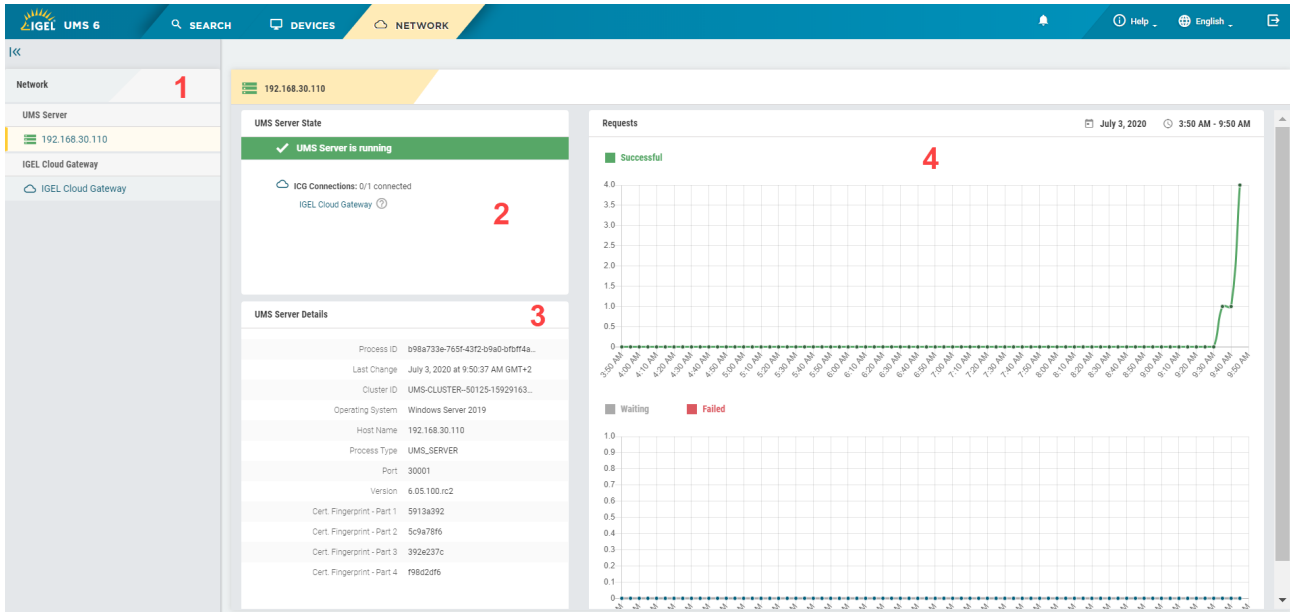 IGEL UMS 6
SEARCH
DEVICES
NETWORK
Help
English
Network
1
UMS Server
192.168.30.110
IGEL Cloud Gateway
IGEL Cloud Gateway
192.168.30.110
UMS Server State
UMS Server is running
ICG Connections: 0/1 connected
IGEL Cloud Gateway ?
2
UMS Server Details
3
Process ID b98a733e-765f-43f2-b9a0-bfbff4a...
Last Change July 3, 2020 at 9:50:37 AM GMT+2
Cluster ID UMS-CLUSTER--50125-15929163...
Operating System Windows Server 2019
Host Name 192.168.30.110
Process Type UMS_SERVER
Port 30001
Version 6.05.100.rc2
Cert. Fingerprint - Part 1 5913a392
Cert. Fingerprint - Part 2 5c9a78f6
Cert. Fingerprint - Part 3 392e237c
Cert. Fingerprint - Part 4 f98d2df6
Requests
July 3, 2020 3:50 AM - 9:50 AM
Successful
4
4.0
3.5
3.0
2.5
2.0
1.5
1.0
0.5
0
3:50 AM 4:00 AM 4:10 AM 4:20 AM 4:30 AM 4:40 AM 4:50 AM 5:00 AM 5:10 AM 5:20 AM 5:30 AM 5:40 AM 5:50 AM 6:00 AM 6:10 AM 6:20 AM 6:30 AM 6:40 AM 6:50 AM 7:00 AM 7:10 AM 7:20 AM 7:30 AM 7:40 AM 7:50 AM 8:00 AM 8:10 AM 8:20 AM 8:30 AM 8:40 AM 8:50 AM 9:00 AM 9:10 AM 9:20 AM 9:30 AM 9:40 AM 9:50 AM
Waiting Failed
1.0
0.9
0.8
0.7
0.6
0.5
0.4
0.3
0.2
0.1
0